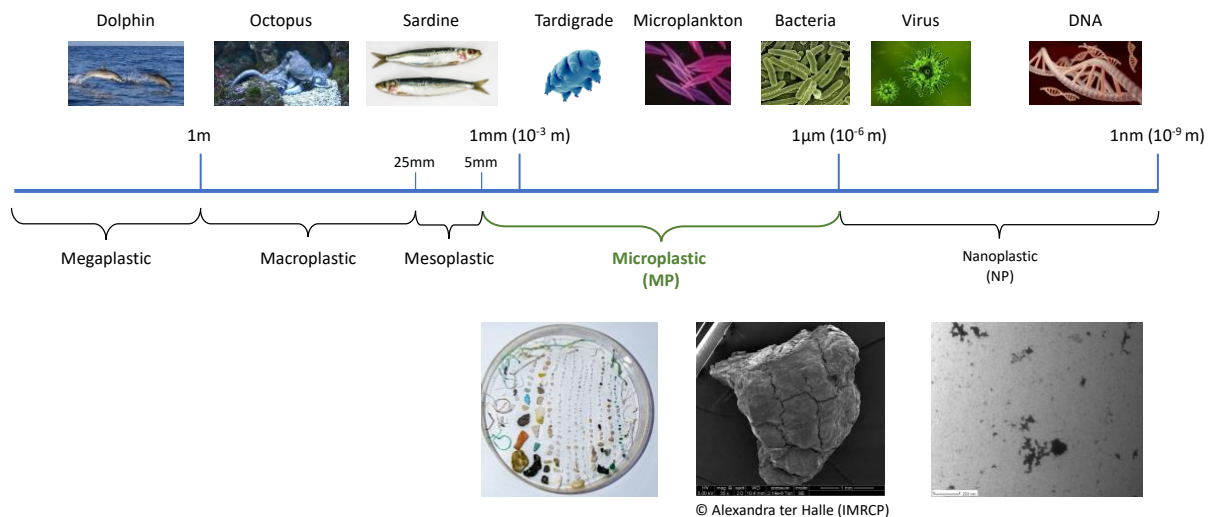 Dolphin
Octopus
Sardine
Tardigrade
Microplankton
Bacteria
Virus
DNA
1m
1mm (10⁻³ m)
1µm (10⁻⁶ m)
1nm (10⁻⁹ m)
25mm
5mm
Megaplastic
Macroplastic
Mesoplastic
Microplastic
(MP)
Nanoplastic
(NP)
© Alexandra ter Halle (IMRCP)